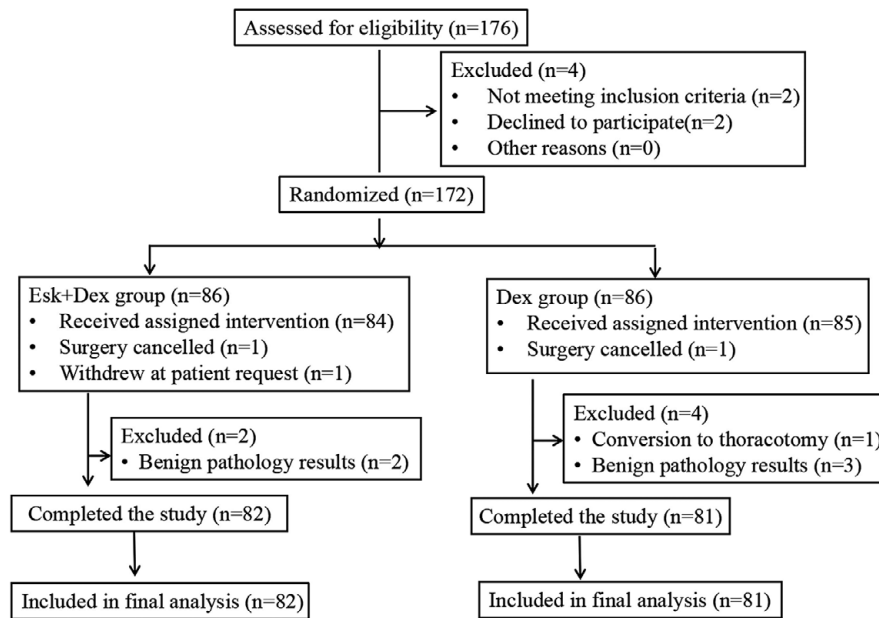 Assessed for eligibility (n=176)
Excluded (n=4)
• Not meeting inclusion criteria (n=2)
• Declined to participate(n=2)
• Other reasons (n=0)
Randomized (n=172)
Esk+Dex group (n=86)
• Received assigned intervention (n=84)
• Surgery cancelled (n=1)
• Withdrew at patient request (n=1)
Dex group (n=86)
• Received assigned intervention (n=85)
• Surgery cancelled (n=1)
Excluded (n=2)
• Benign pathology results (n=2)
Excluded (n=4)
• Conversion to thoracotomy (n=1)
• Benign pathology results (n=3)
Completed the study (n=82)
Completed the study (n=81)
Included in final analysis (n=82)
Included in final analysis (n=81)